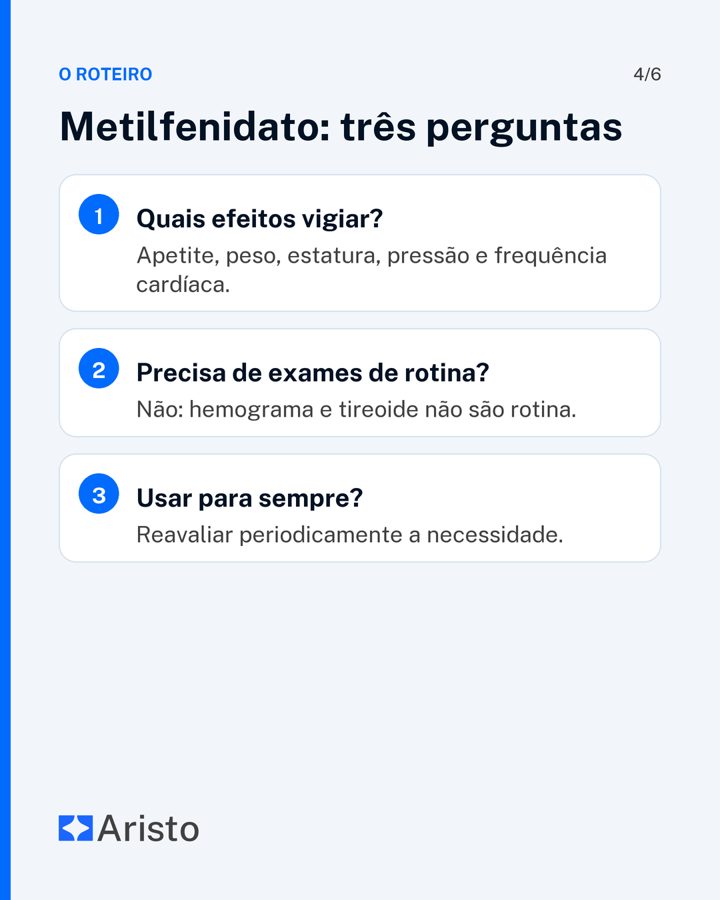 O ROTEIRO
4/6
Metilfenidato: três perguntas
1
Quais efeitos vigiar?
Apetite, peso, estatura, pressão e frequência
cardíaca.
2
Precisa de exames de rotina?
Não: hemograma e tireoide não são rotina.
3
Usar para sempre?
Reavaliar periodicamente a necessidade.
Aristo